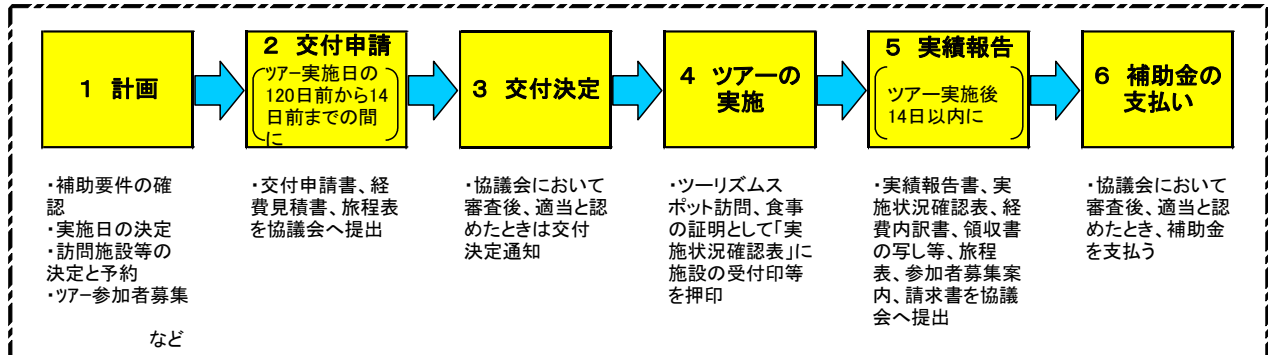 1 計画
・補助要件の確
認
・実施日の決定
・訪問施設等の
決定と予約
・ツアー参加者募集
など
2 交付申請
ツアー実施日の
120日前から14
日前までの間
に
・交付申請書、経
費見積書、旅程表
を協議会へ提出
3 交付決定
・協議会において
審査後、適当と認
めたときは交付
決定通知
4 ツアーの
実施
・ツーリズムス
ポット訪問、食事
の証明として「実
施状況確認表」に
施設の受付印等
を押印
5 実績報告
ツアー実施後
14日以内に
・実績報告書、実
施状況確認表、経
費内訳書、領収書
の写し等、旅程
表、参加者募集案
内、請求書を協議
会へ提出
6 補助金の
支払い
・協議会において
審査後、適当と認
めたとき、補助金
を支払う